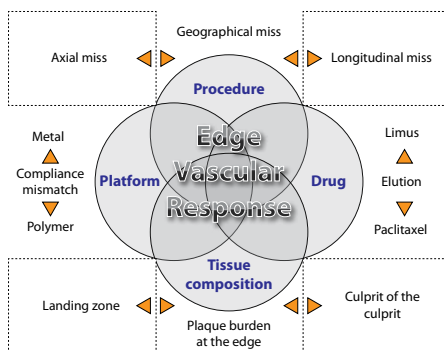 Geographical miss
Axial miss
Longitudinal miss
Procedure
Metal
Compliance
mismatch
Polymer
Platform
Edge
Vascular
Response
Drug
Limus
Elution
Paclitaxel
Tissue
composition
Landing zone
Plaque burden
at the edge
Culprit of the
culprit